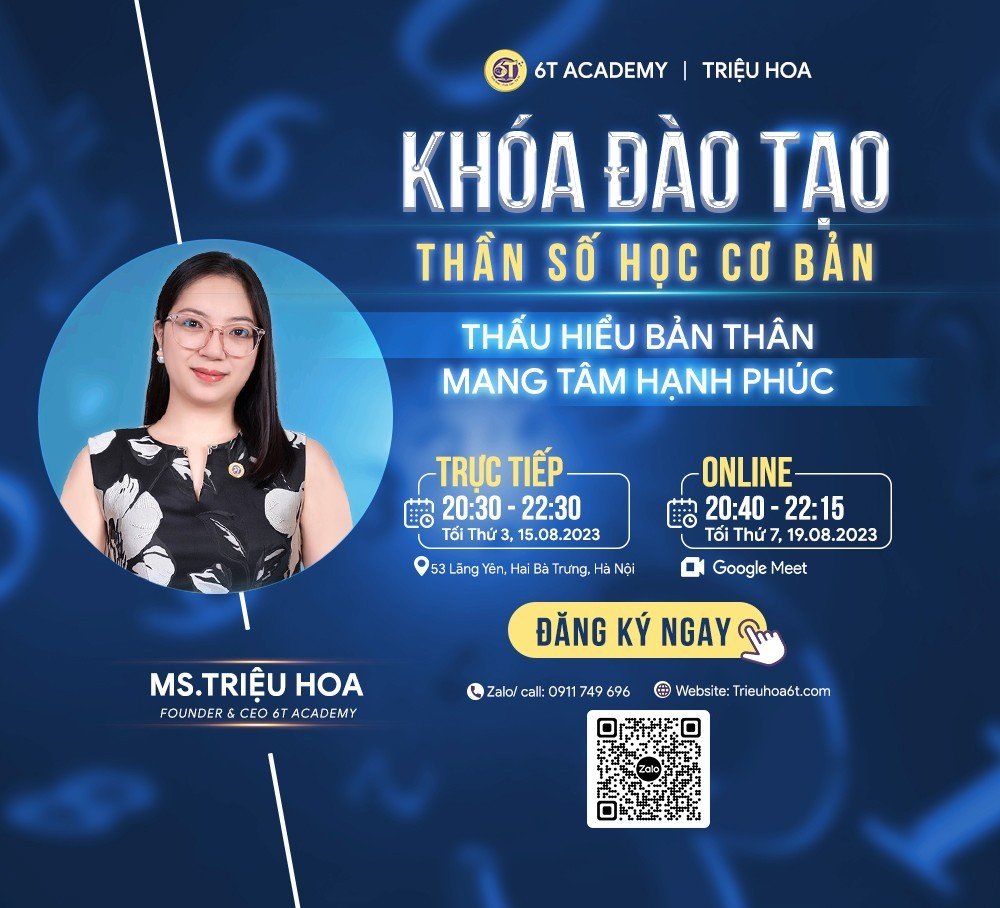 6T ACADEMY | TRIỆU HOA
KHÓA ĐÀO TẠO
THẦN SỐ HỌC CƠ BẢN
THẤU HIỂU BẢN THÂN
MANG TÂM HẠNH PHÚC
TRỰC TIẾP
20:30 - 22:30
Tối Thứ 3, 15.08.2023
53 Lãng Yên, Hai Bà Trưng, Hà Nội
ONLINE
20:40 - 22:15
Tối Thứ 7, 19.08.2023
Google Meet
ĐĂNG KÝ NGAY
MS.TRIỆU HOA
FOUNDER & CEO 6T ACADEMY
Zalo/ call: 0911 749 696
Website: Trieuhoa6t.com
Zalo